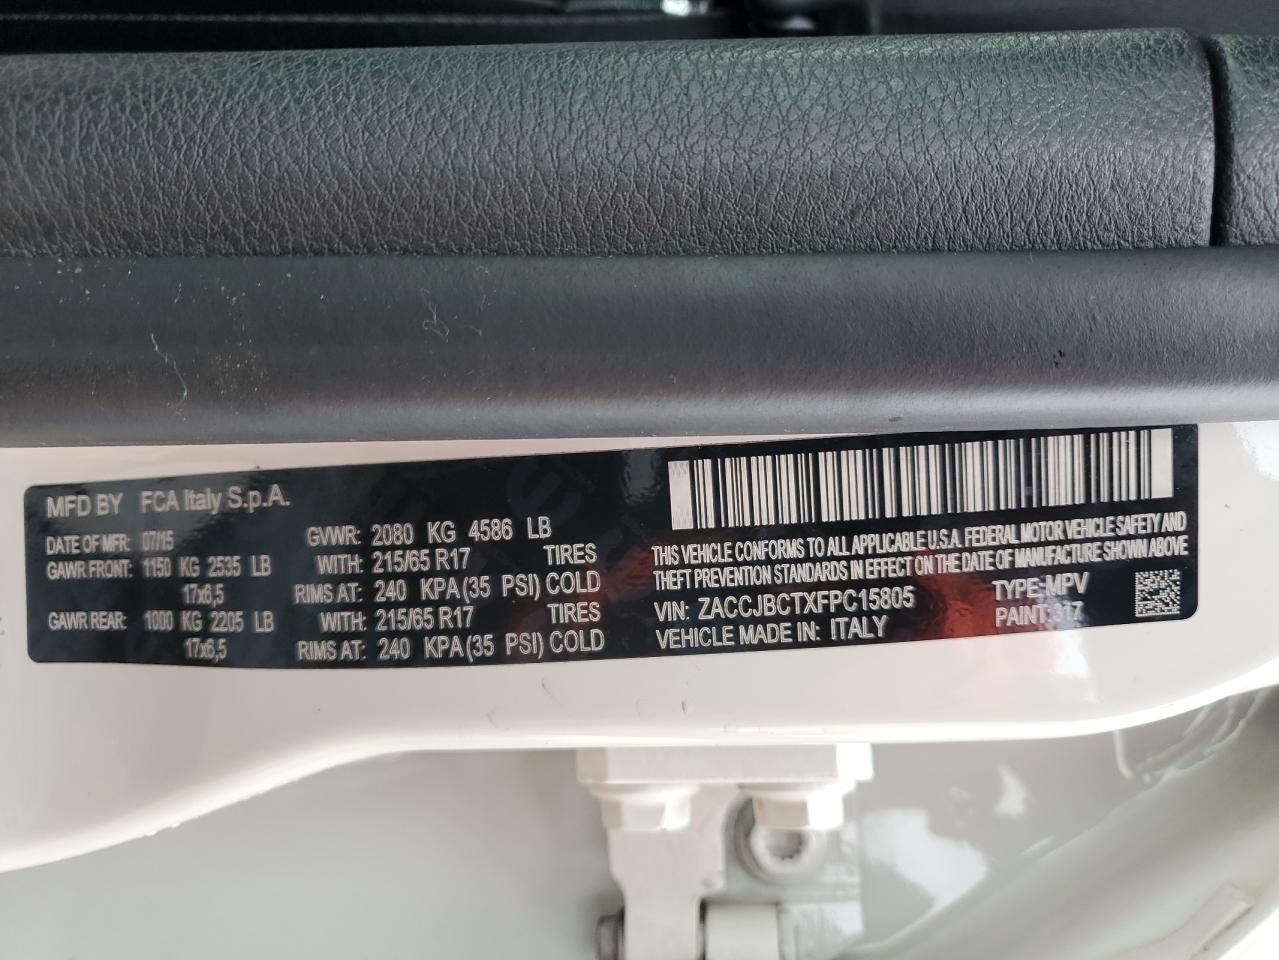 MFD BY FCA Italy S.p.A.
DATE OF MFR: 07/15
GAWR FRONT: 1150 KG 2535 LB
17x6,5
GAWR REAR: 1000 KG 2205 LB
17x6,5
GVWR: 2080 KG 4586 LB
WITH: 215/65 R17 TIRES
RIMS AT: 240 KPA(35 PSI) COLD
WITH: 215/65 R17 TIRES
RIMS AT: 240 KPA(35 PSI) COLD
THIS VEHICLE CONFORMS TO ALL APPLICABLE U.S.A. FEDERAL MOTOR VEHICLE SAFETY AND
THEFT PREVENTION STANDARDS IN EFFECT ON THE DATE OF MANUFACTURE SHOWN ABOVE
VIN: ZACCJBCTXFPC15805 TYPE: MPV
VEHICLE MADE IN: ITALY PAINT: 317